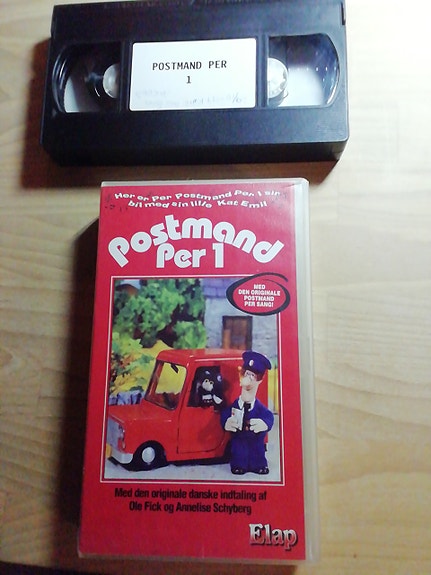 POSTMAND PER
1
Her er Per Postmand Per i sin
bil med sin lille Kat Emil
Postmand
Per 1
MED
DEN ORIGINALE
POSTMAND
PER SANG!
Med den originale danske indtaling af
Ole Fick og Annelise Schyberg
Elap